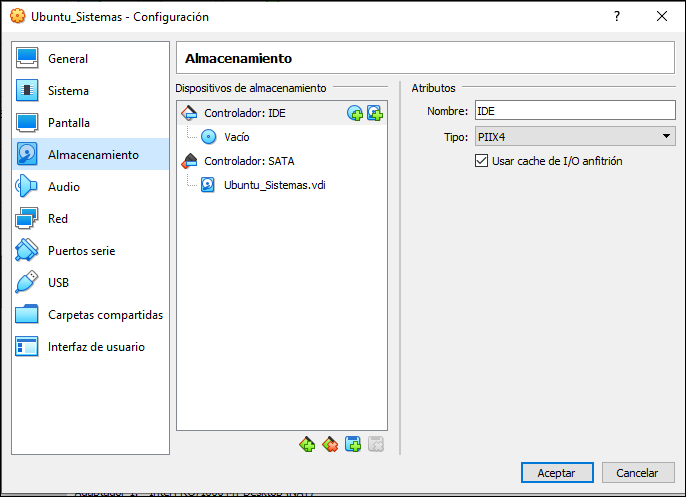 Ubuntu_Sistemas - Configuración
General
Sistema
Pantalla
Almacenamiento
Audio
Red
Puertos serie
USB
Carpetas compartidas
Interfaz de usuario
Almacenamiento
Dispositivos de almacenamiento
Controlador: IDE
Vacío
Controlador: SATA
Ubuntu_Sistemas.vdi
Atributos
Nombre: IDE
Tipo: PIIX4
Usar cache de I/O anfitrión
Aceptar
Cancelar